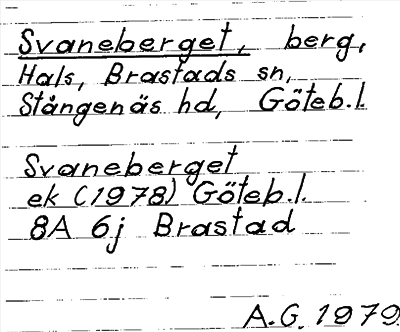 Svaneberget, berg,
Hals, Brastads sn,
Stångenäs hd, Göteb.l.
Svaneberget
ek (1978) Göteb.l.
8A 6j Brastad
A.G. 1979.